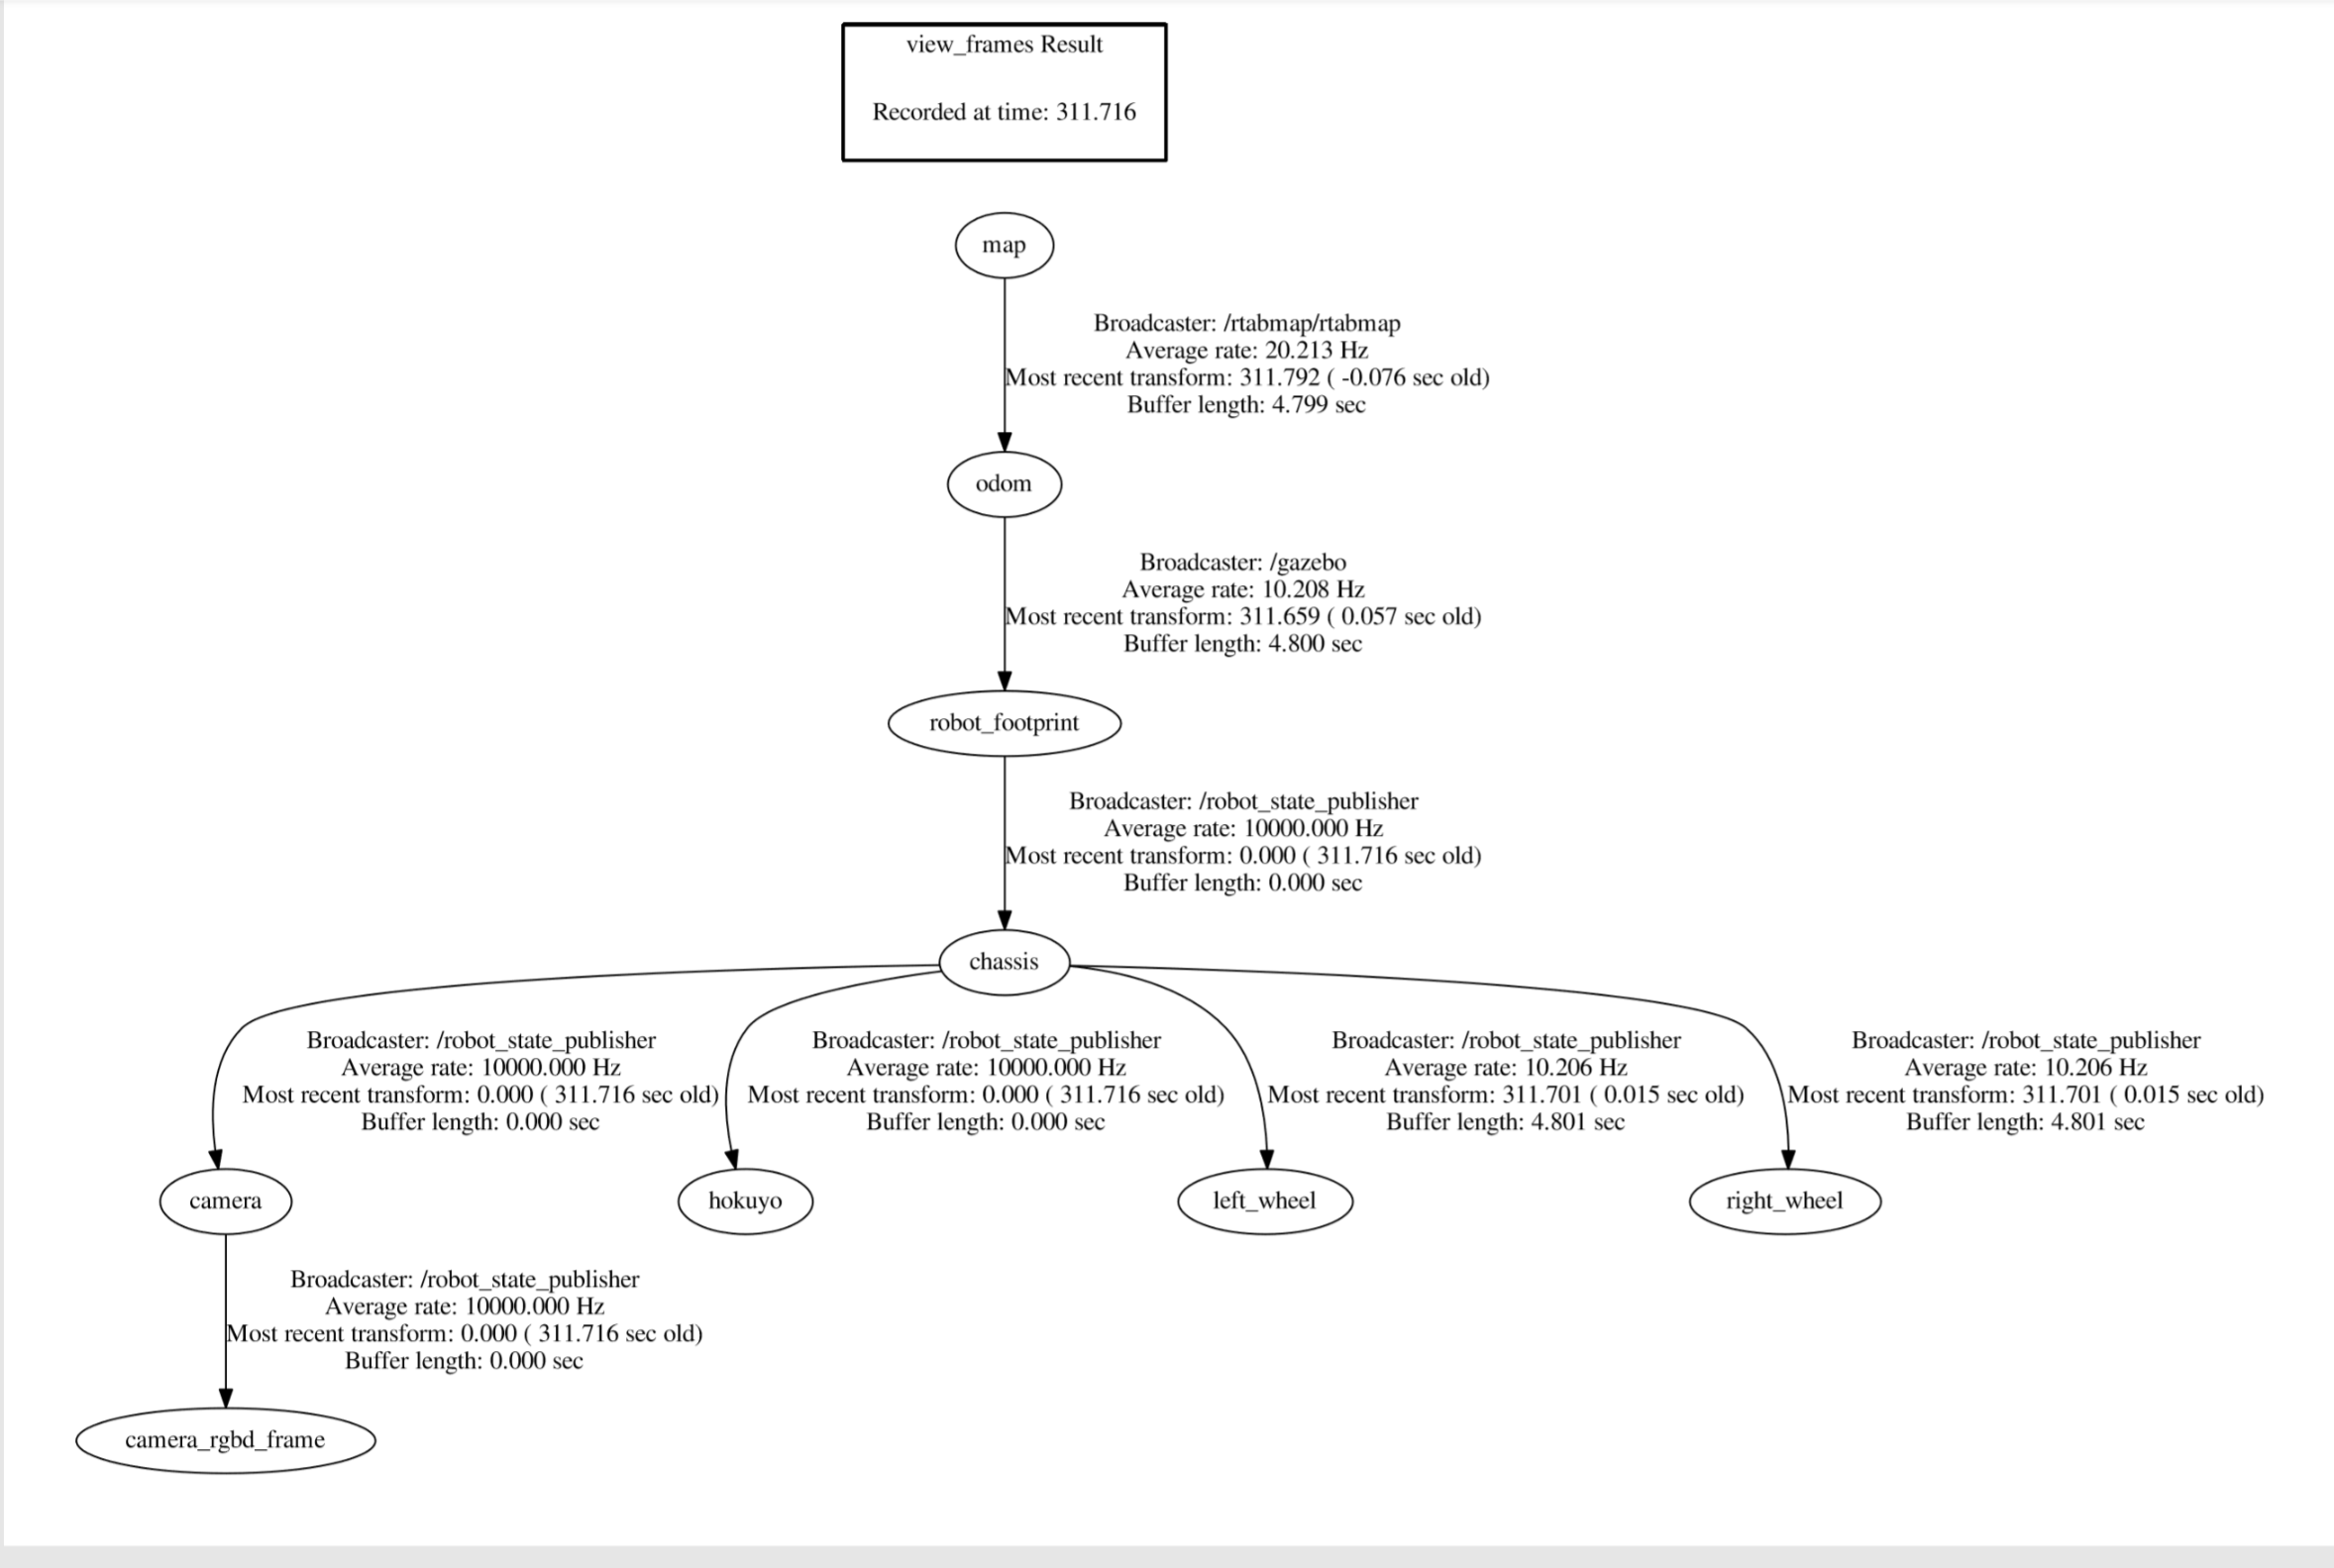 view_frames Result
Recorded at time: 311.716
map
Broadcaster: /rtabmap/rtabmap
Average rate: 20.213 Hz
Most recent transform: 311.792 ( -0.076 sec old)
Buffer length: 4.799 sec
odom
Broadcaster: /gazebo
Average rate: 10.208 Hz
Most recent transform: 311.659 ( 0.057 sec old)
Buffer length: 4.800 sec
robot_footprint
Broadcaster: /robot_state_publisher
Average rate: 10000.000 Hz
Most recent transform: 0.000 ( 311.716 sec old)
Buffer length: 0.000 sec
chassis
Broadcaster: /robot_state_publisher
Average rate: 10000.000 Hz
Most recent transform: 0.000 ( 311.716 sec old)
Buffer length: 0.000 sec
Broadcaster: /robot_state_publisher
Average rate: 10000.000 Hz
Most recent transform: 0.000 ( 311.716 sec old)
Buffer length: 0.000 sec
Broadcaster: /robot_state_publisher
Average rate: 10.206 Hz
Most recent transform: 311.701 ( 0.015 sec old)
Buffer length: 4.801 sec
Broadcaster: /robot_state_publisher
Average rate: 10.206 Hz
Most recent transform: 311.701 ( 0.015 sec old)
Buffer length: 4.801 sec
camera
hokuyo
left_wheel
right_wheel
Broadcaster: /robot_state_publisher
Average rate: 10000.000 Hz
Most recent transform: 0.000 ( 311.716 sec old)
Buffer length: 0.000 sec
camera_rgbd_frame